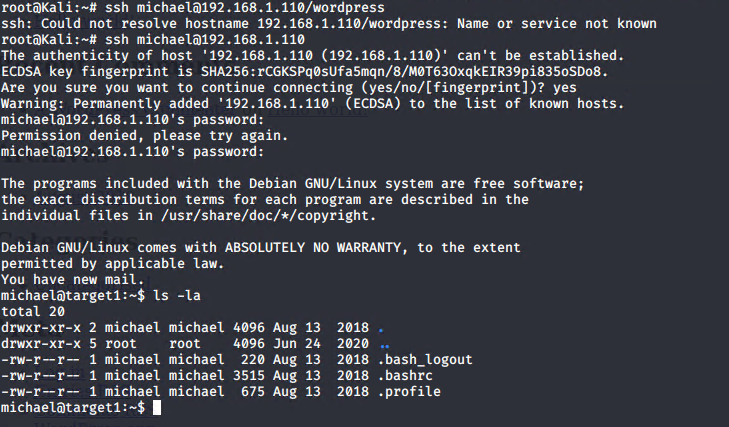 root@Kali:~# ssh michael@192.168.1.110/wordpress
ssh: Could not resolve hostname 192.168.1.110/wordpress: Name or service not known
root@Kali:~# ssh michael@192.168.1.110
The authenticity of host '192.168.1.110 (192.168.1.110)' can't be established.
ECDSA key fingerprint is SHA256:rCGKSPq0sUfa5mqn/8/M0T63OxqkEIR39pi835oSDo8.
Are you sure you want to continue connecting (yes/no/[fingerprint])? yes
Warning: Permanently added '192.168.1.110' (ECDSA) to the list of known hosts.
michael@192.168.1.110's password:
Permission denied, please try again.
michael@192.168.1.110's password:
The programs included with the Debian GNU/Linux system are free software;
the exact distribution terms for each program are described in the
individual files in /usr/share/doc/*/copyright.
Debian GNU/Linux comes with ABSOLUTELY NO WARRANTY, to the extent
permitted by applicable law.
You have new mail.
michael@target1:~$ ls -la
total 20
drwxr-xr-x 2 michael michael 4096 Aug 13  2018 .
drwxr-xr-x 5 root    root    4096 Jun 24  2020 ..
-rw-r--r-- 1 michael michael  220 Aug 13  2018 .bash_logout
-rw-r--r-- 1 michael michael 3515 Aug 13  2018 .bashrc
-rw-r--r-- 1 michael michael  675 Aug 13  2018 .profile
michael@target1:~$